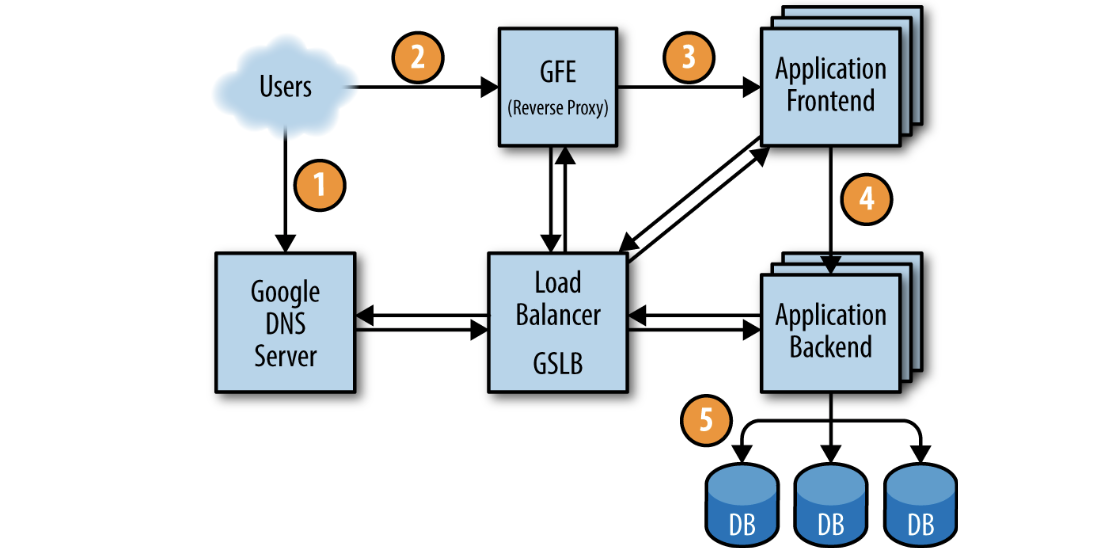 Users
2
GFE
(Reverse Proxy)
3
Application
Frontend
1
4
Google
DNS
Server
Load
Balancer
GSLB
Application
Backend
5
DB
DB
DB